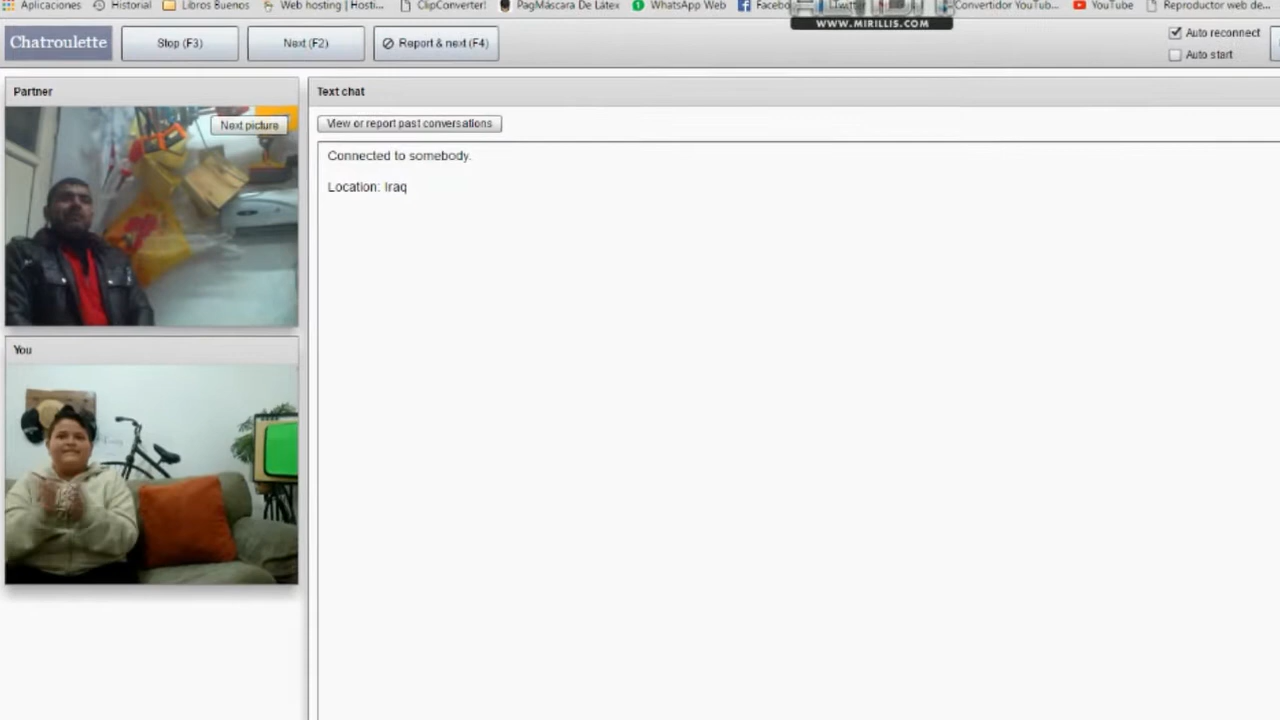 Aplicaciones Historial Libros Buenos Web hosting | Hosti... ClipConverter! PagMáscara De Látex WhatsApp Web Facebo Twitter Convertidor YouTub... YouTube Reproductor web de...
WWW.MIRILLIS.COM
Chatroulette Stop (F3) Next (F2) Report & next (F4) Auto reconnect
Auto start
Partner Text chat
Next picture View or report past conversations
Connected to somebody.
Location: Iraq
You